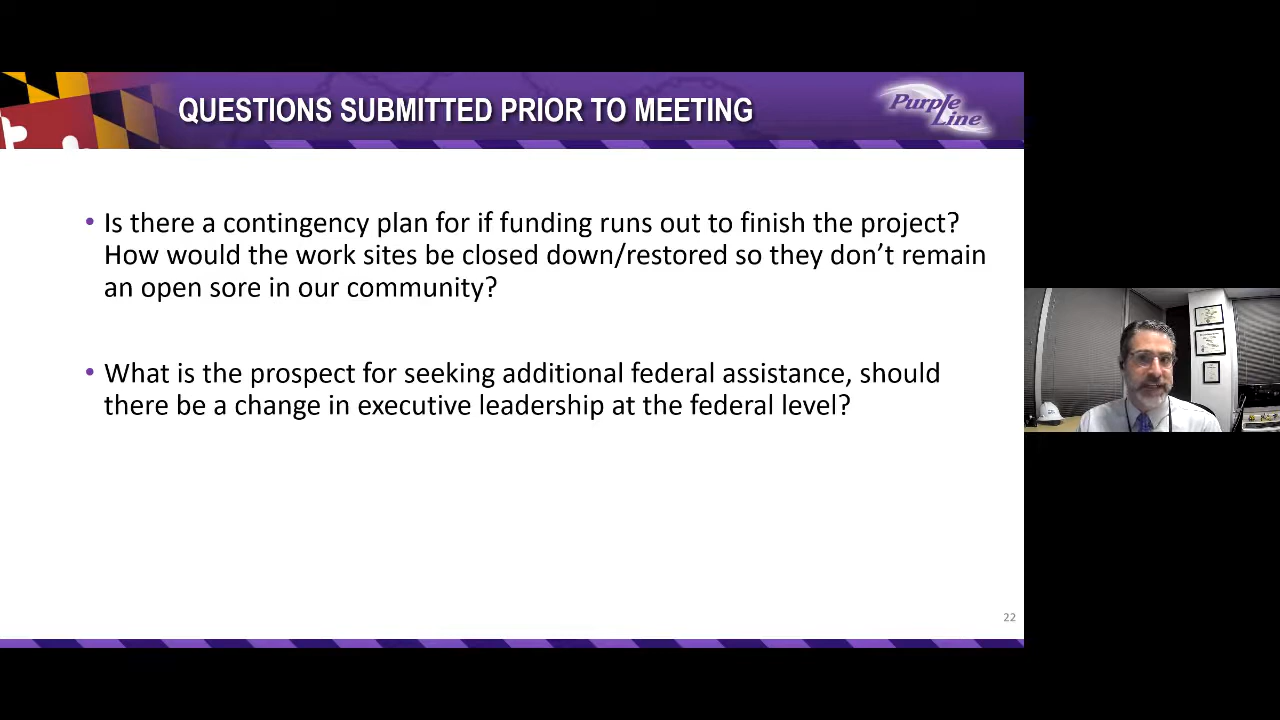 QUESTIONS SUBMITTED PRIOR TO MEETING
Purple
Line
• Is there a contingency plan for if funding runs out to finish the project?
How would the work sites be closed down/restored so they don’t remain
an open sore in our community?
• What is the prospect for seeking additional federal assistance, should
there be a change in executive leadership at the federal level?
22